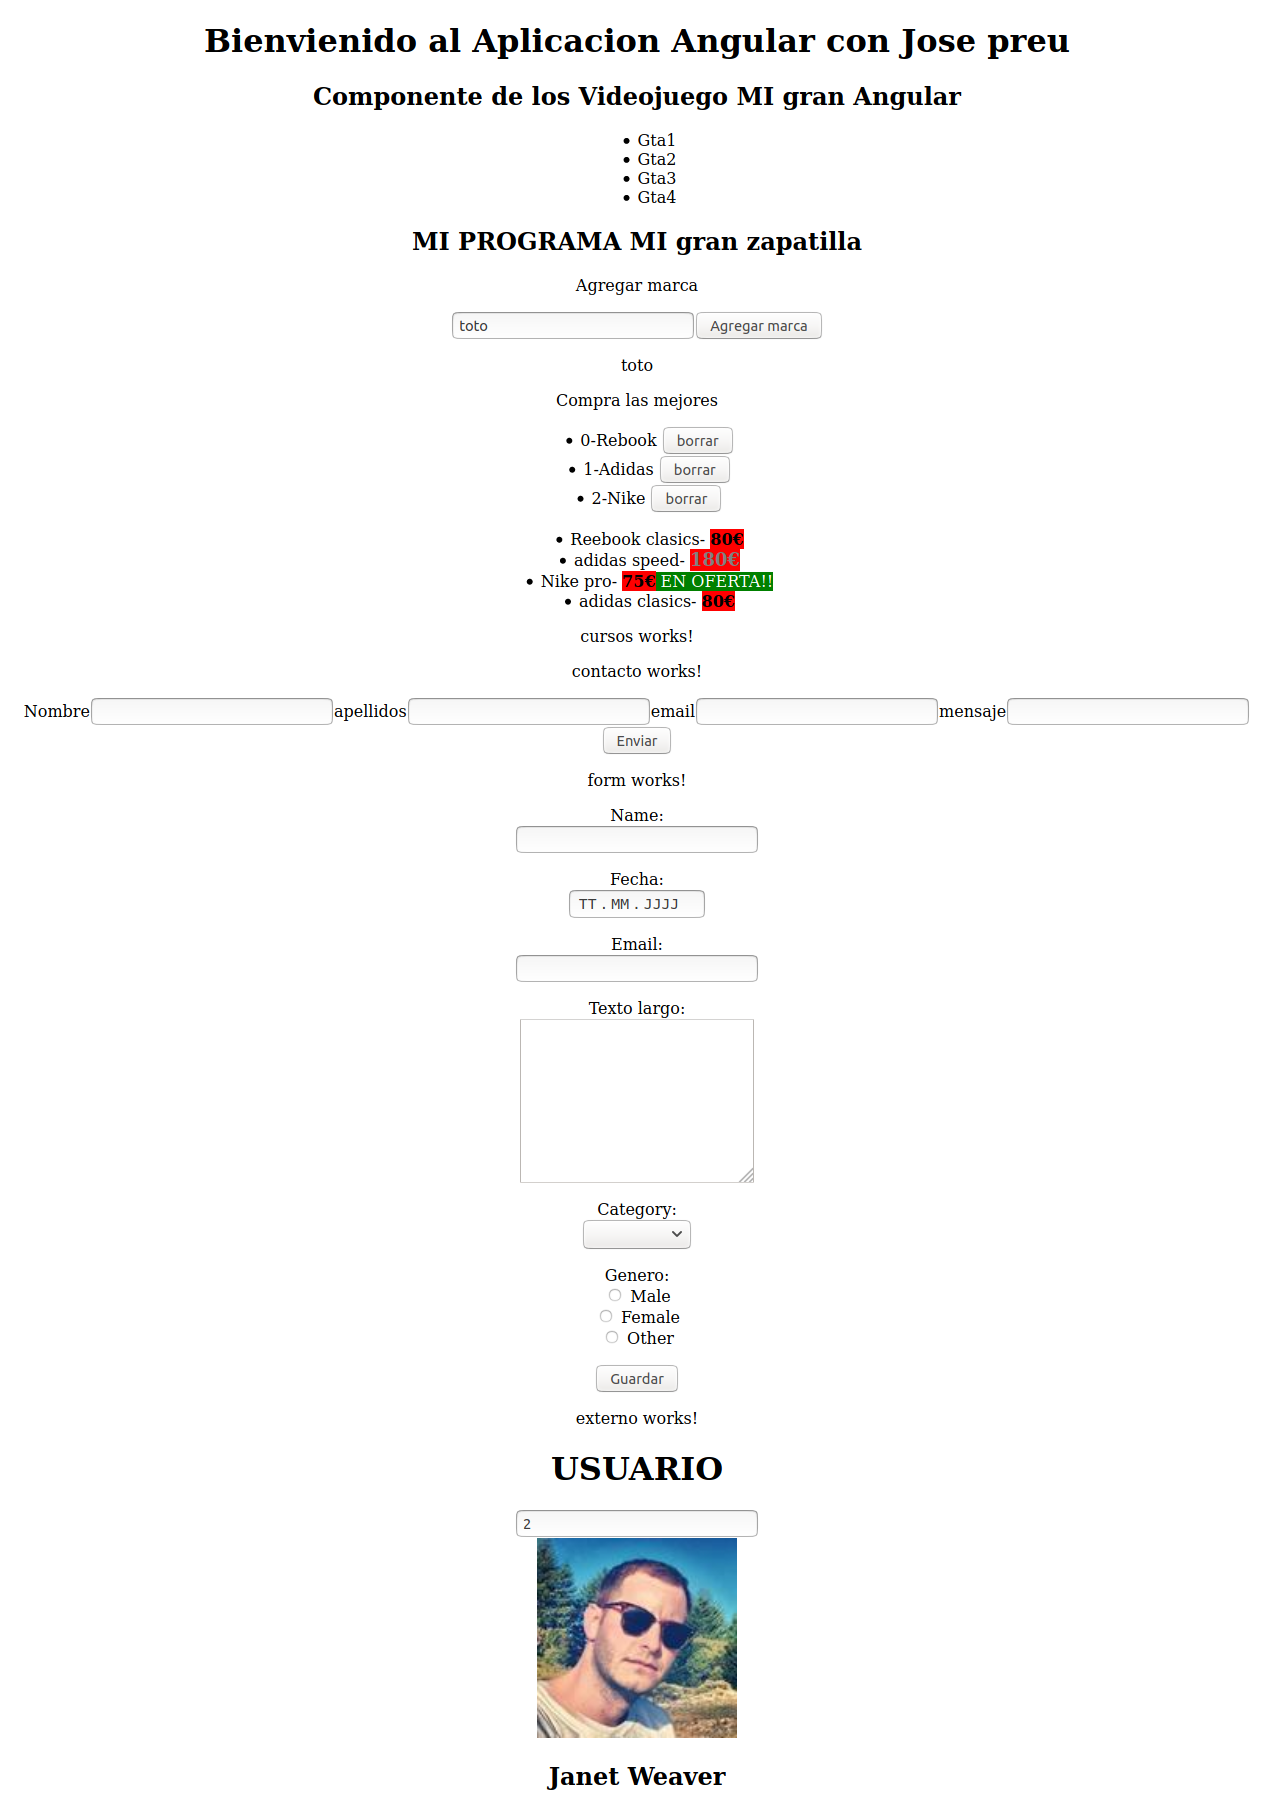 Bienvienido al Aplicacion Angular con Jose preu
Componente de los Videojuego MI gran Angular
• Gta1
• Gta2
• Gta3
• Gta4
MI PROGRAMA MI gran zapatilla
Agregar marca
toto Agregar marca
toto
Compra las mejores
• 0-Rebook borrar
• 1-Adidas borrar
• 2-Nike borrar
• Reebook clasics- 80€
• adidas speed- 180€
• Nike pro- 75€ EN OFERTA!!
• adidas clasics- 80€
cursos works!
contacto works!
Nombre apellidos email mensaje
Enviar
form works!
Name:
Fecha:
TT . MM . JJJJ
Email:
Texto largo:
Category:
Genero:
Male
Female
Other
Guardar
externo works!
USUARIO
2
Janet Weaver